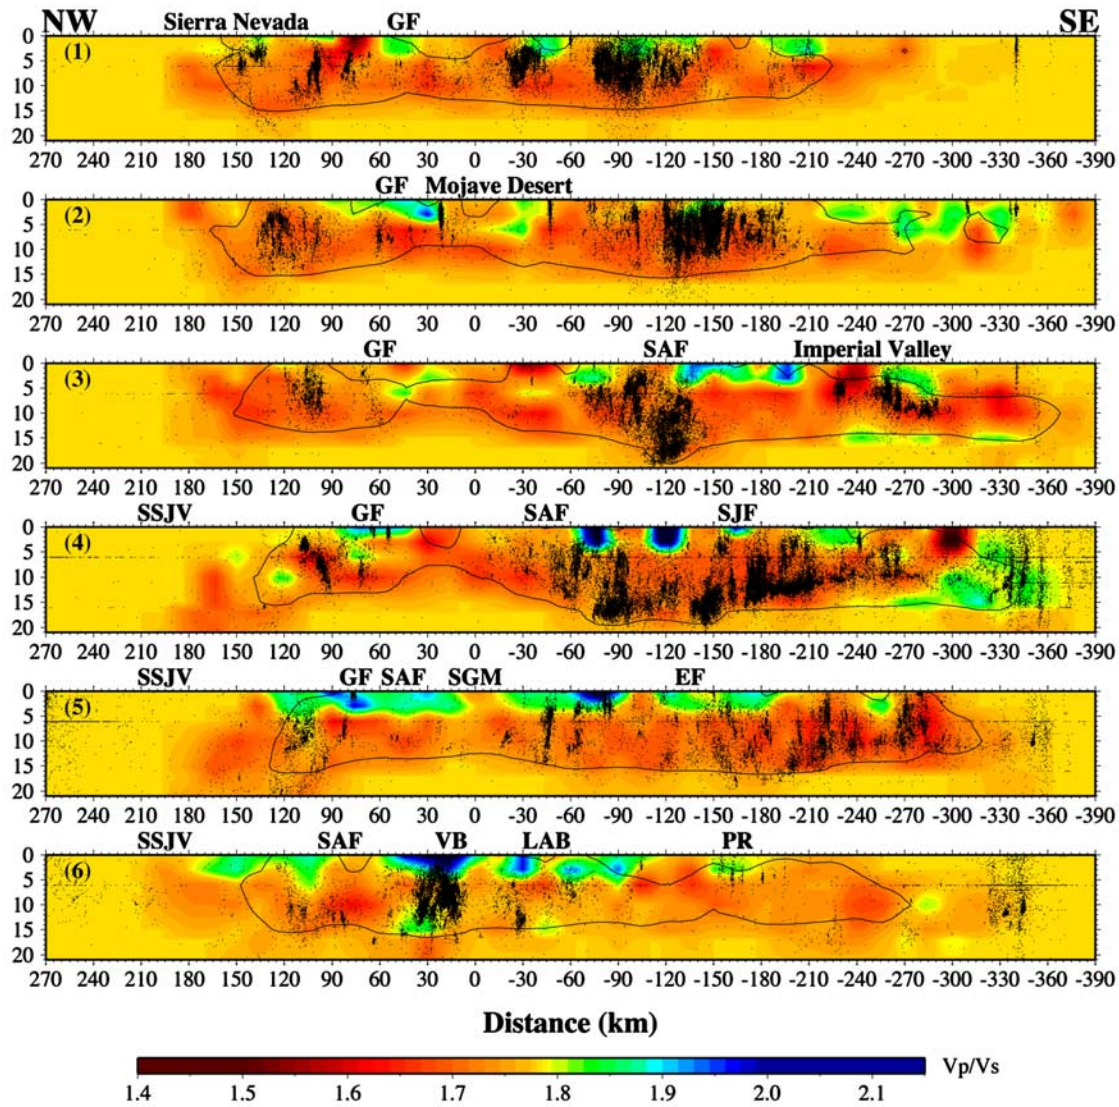 NW Sierra Nevada GF SE
(1)
0
5
10
15
20
270 240 210 180 150 120 90 60 30 0 -30 -60 -90 -120 -150 -180 -210 -240 -270 -300 -330 -360 -390
GF Mojave Desert
(2)
0
5
10
15
20
270 240 210 180 150 120 90 60 30 0 -30 -60 -90 -120 -150 -180 -210 -240 -270 -300 -330 -360 -390
GF SAF Imperial Valley
(3)
0
5
10
15
20
270 240 210 180 150 120 90 60 30 0 -30 -60 -90 -120 -150 -180 -210 -240 -270 -300 -330 -360 -390
SSJV GF SAF SJF
(4)
0
5
10
15
20
270 240 210 180 150 120 90 60 30 0 -30 -60 -90 -120 -150 -180 -210 -240 -270 -300 -330 -360 -390
SSJV GF SAF SGM EF
(5)
0
5
10
15
20
270 240 210 180 150 120 90 60 30 0 -30 -60 -90 -120 -150 -180 -210 -240 -270 -300 -330 -360 -390
SSJV SAF VB LAB PR
(6)
0
5
10
15
20
270 240 210 180 150 120 90 60 30 0 -30 -60 -90 -120 -150 -180 -210 -240 -270 -300 -330 -360 -390
Distance (km)
Vp/Vs
1.4 1.5 1.6 1.7 1.8 1.9 2.0 2.1